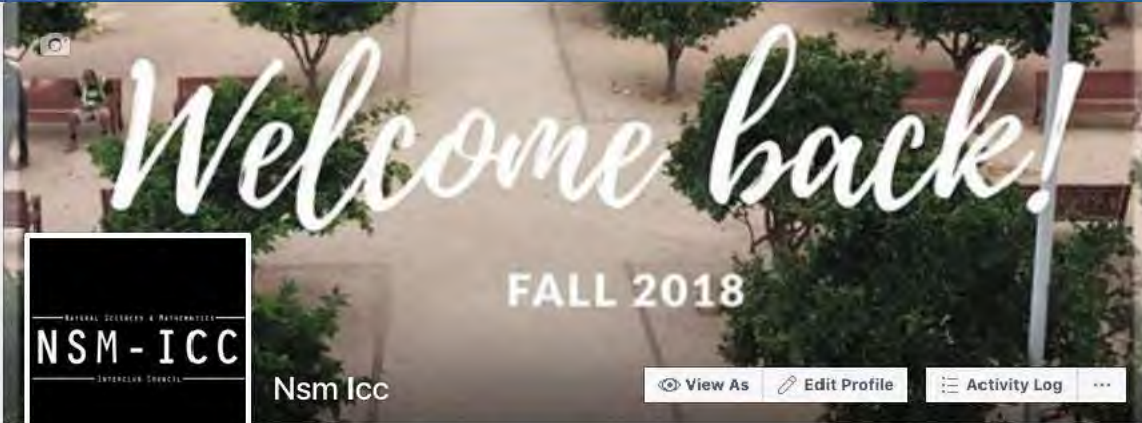 Welcome back!
FALL 2018
NATURAL SCIENCES & MATHEMATICS
NSM-ICC
INTERCLUB COUNCIL
Nsm Icc
View As
Edit Profile
Activity Log